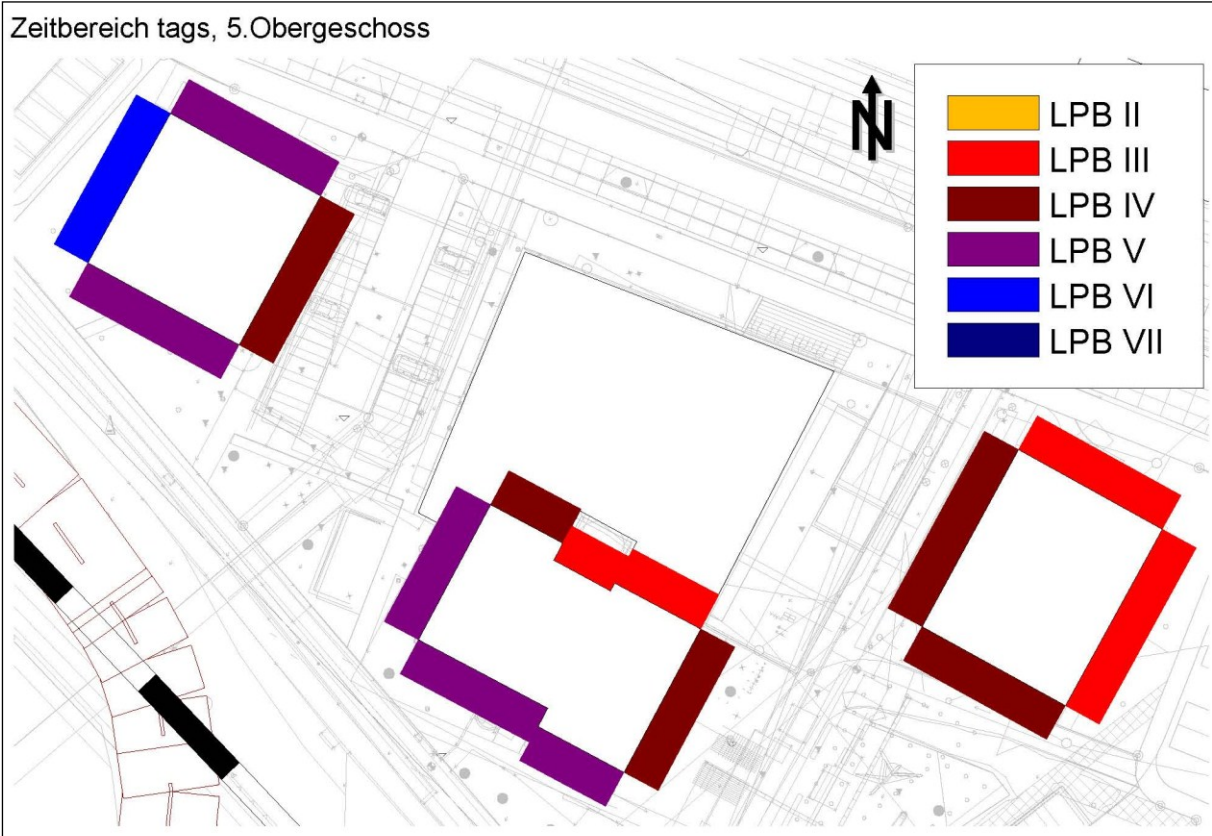 Zeitbereich tags, 5.Obergeschoss
N
LPB II
LPB III
LPB IV
LPB V
LPB VI
LPB VII